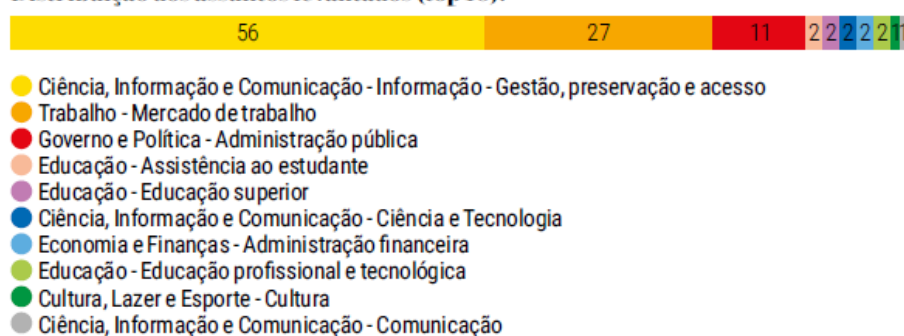 56 27 11 2 2 2 2 2 1 1
Ciência, Informação e Comunicação - Informação - Gestão, preservação e acesso
Trabalho - Mercado de trabalho
Governo e Política - Administração pública
Educação - Assistência ao estudante
Educação - Educação superior
Ciência, Informação e Comunicação - Ciência e Tecnologia
Economia e Finanças - Administração financeira
Educação - Educação profissional e tecnológica
Cultura, Lazer e Esporte - Cultura
Ciência, Informação e Comunicação - Comunicação